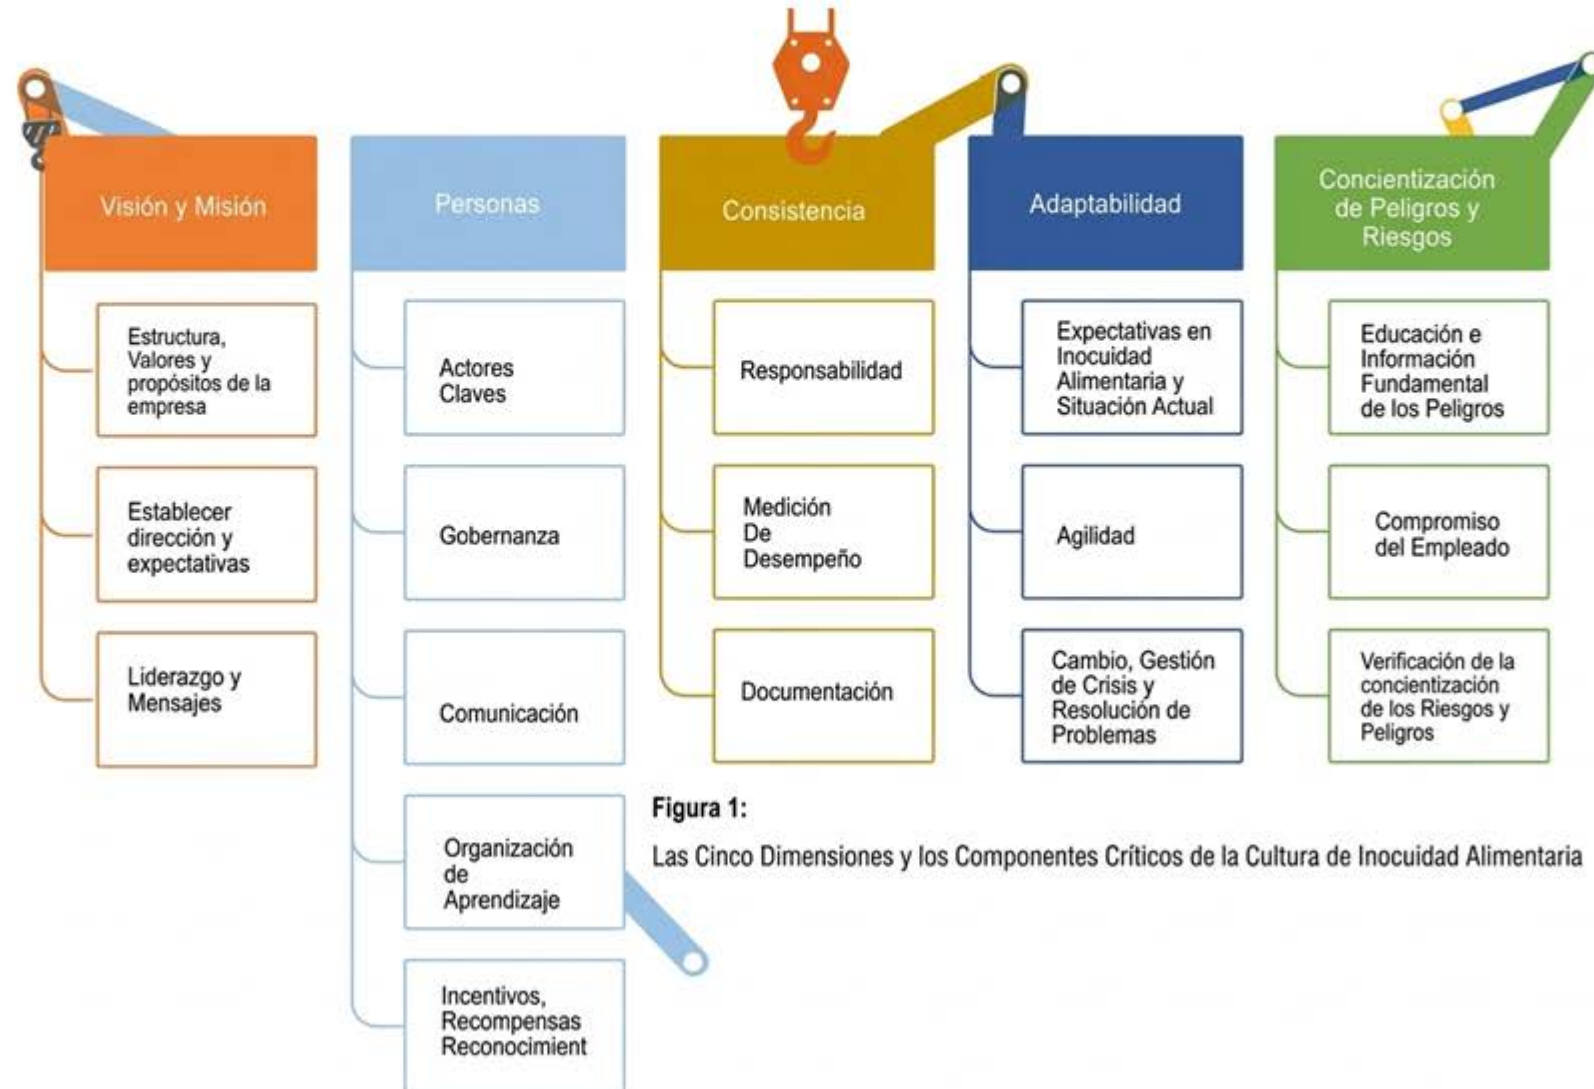 Visión y Misión
Estructura,
Valores y
propósitos de la
empresa
Establecer
dirección y
expectativas
Liderazgo y
Mensajes
Personas
Actores
Claves
Gobernanza
Comunicación
Organización
de
Aprendizaje
Incentivos,
Recompensas
Reconocimient
Consistencia
Responsabilidad
Medición
De
Desempeño
Documentación
Adaptabilidad
Expectativas en
Inocuidad
Alimentaria y
Situación Actual
Agilidad
Cambio, Gestión
de Crisis y
Resolución de
Problemas
Concientización
de Peligros y
Riesgos
Educación e
Información
Fundamental
de los Peligros
Compromiso
del Empleado
Verificación de la
concientización
de los Riesgos y
Peligros
Figura 1:
Las Cinco Dimensiones y los Componentes Críticos de la Cultura de Inocuidad Alimentaria